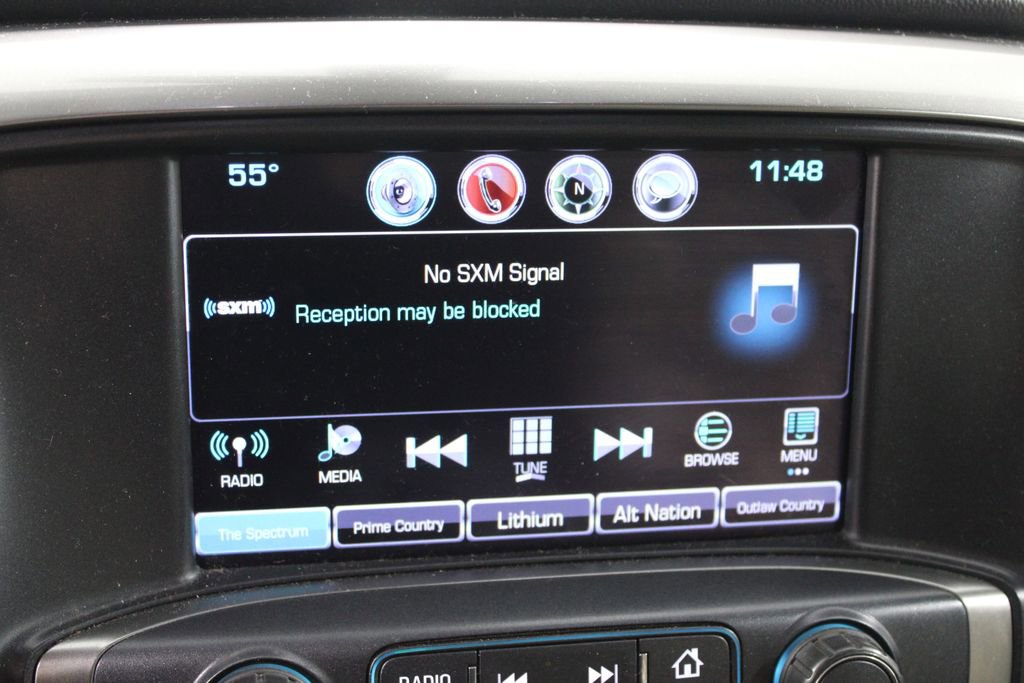 55°
N
11:48
No SXM Signal
((sxm))
Reception may be blocked
RADIO
MEDIA
TUNE
BROWSE
MENU
The Spectrum
Prime Country
Lithium
Alt Nation
Outlaw Country
RADIO